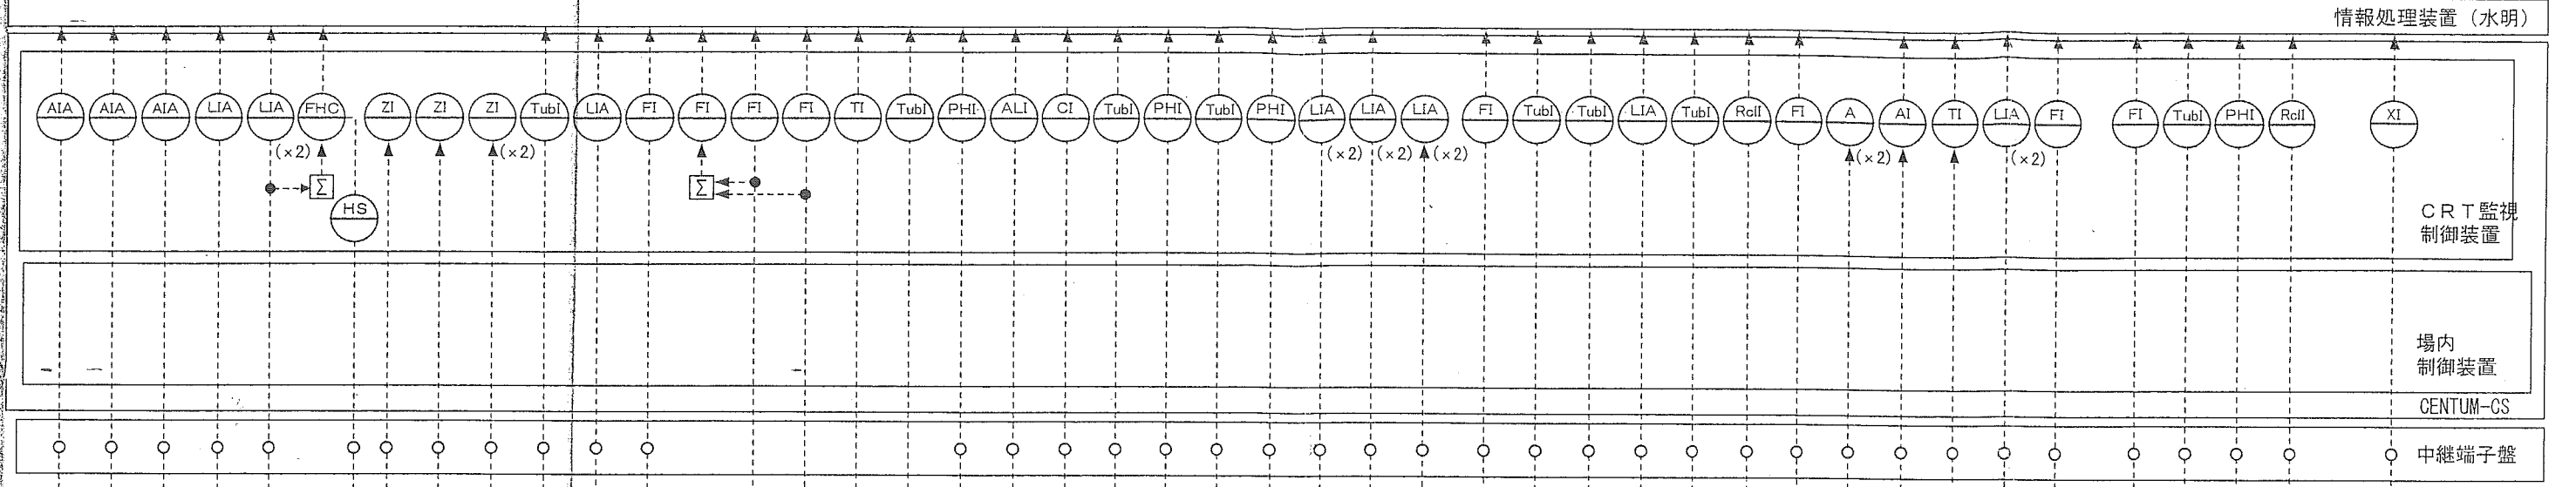 情報処理装置（水明）
AIA AIA AIA LIA LIA FHC ZI ZI ZI TubI LIA FI FI FI FI TI TubI PHI ALI CI TubI PHI TubI PHI LIA LIA LIA FI TubI TubI LIA TubI RclI FI A AI TI LIA FI FI TubI PHI RclI XI
(×2) (×2) (×2) (×2) (×2) (×2) (×2)
Σ Σ
HS
ＣＲＴ監視
制御装置
場内
制御装置
CENTUM-CS
中継端子盤